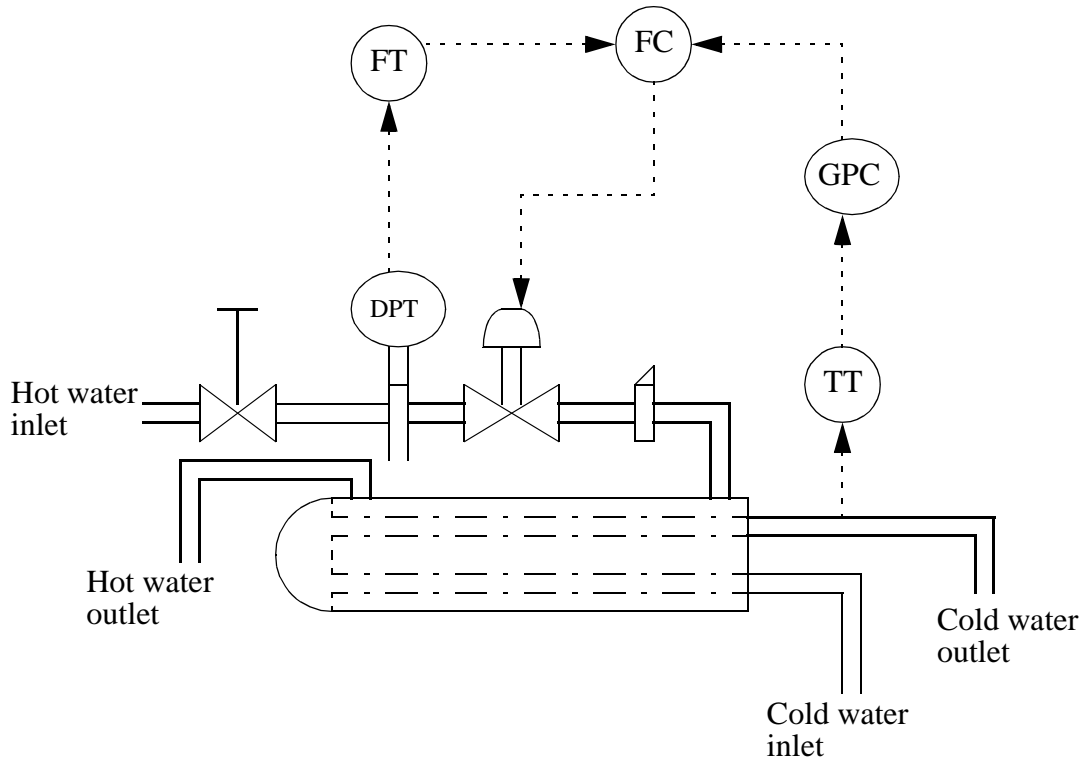 FT
FC
GPC
DPT
TT
Hot water
inlet
Hot water
outlet
Cold water
outlet
Cold water
inlet